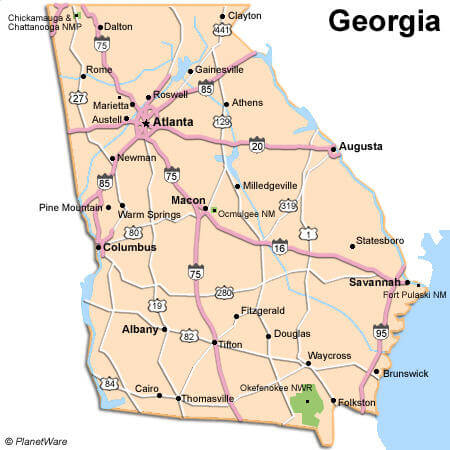 Georgia
Chickamauga &
Chattanooga NMP
Clayton
441
Dalton
75
Gainesville
Rome
85
27
Roswell
Marietta
Athens
Austell
Atlanta
129
20
Augusta
Newman
75
85
Milledgeville
Macon
Pine Mountain
Warm Springs
Ocmulgee NM
319
80
1
Statesboro
Columbus
16
75
Savannah
280
Fort Pulaski NM
19
Fitzgerald
Albany
82
Douglas
95
Tifton
Waycross
Brunswick
84
Cairo
Okefenokee NWR
Thomasville
Folkston
© PlanetWare